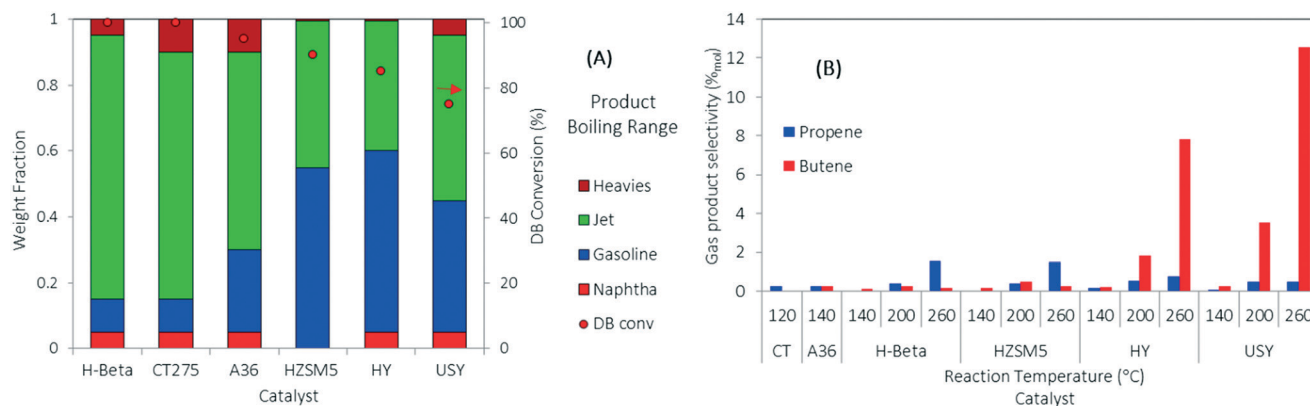 1
0.8
0.6
0.4
0.2
0
Weight Fraction
100
80
60
40
20
0
DB Conversion (%)
H-Beta CT275 A36 HZSM5 HY USY
Catalyst
(A)
Product
Boiling Range
Heavies
Jet
Gasoline
Naphtha
DB conv
14
12
10
8
6
4
2
0
Gas product selectivity (%mol)
(B)
Propene
Butene
120 140 140 200 260 140 200 260 140 200 260 140 200 260
CT A36 H-Beta HZSM5 HY USY
Reaction Temperature (°C)
Catalyst